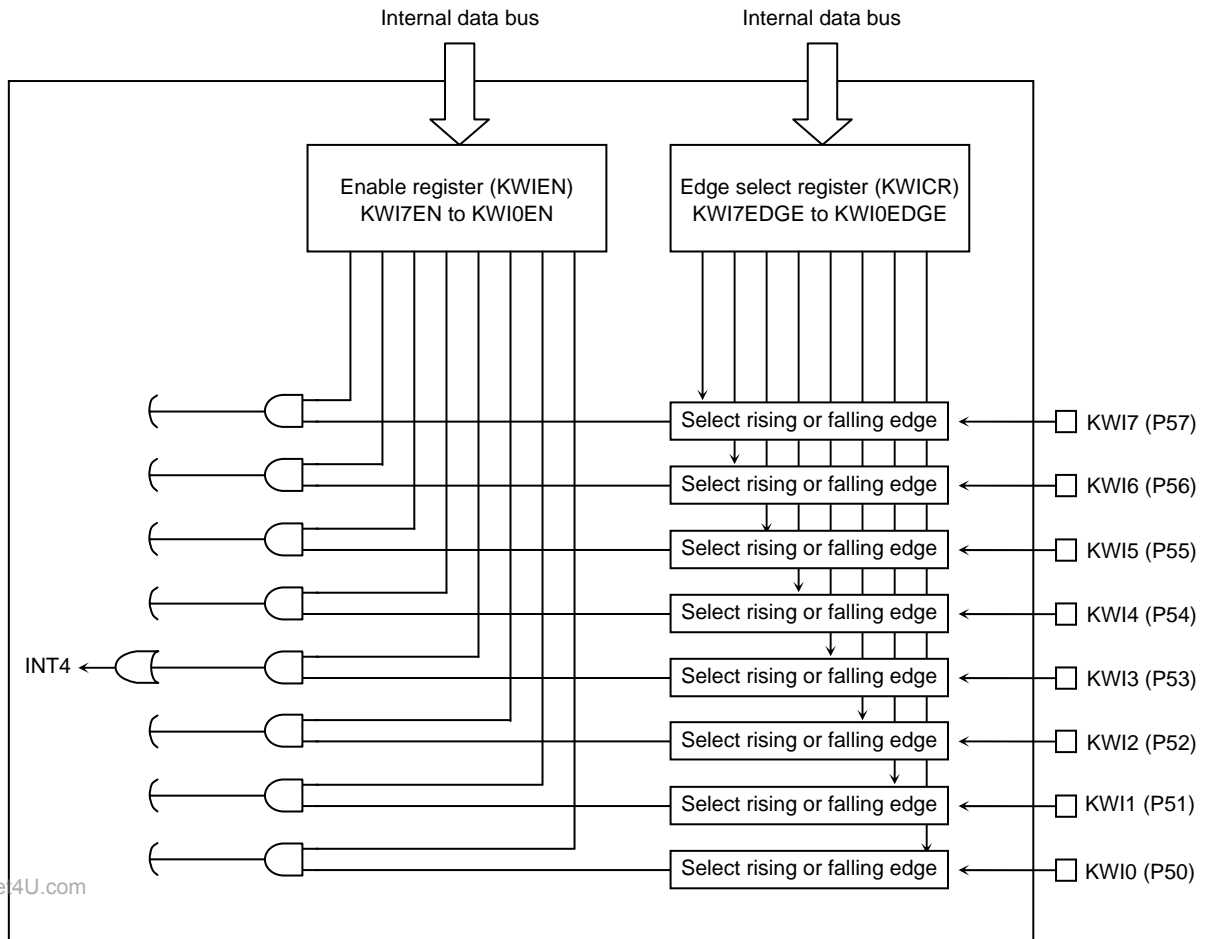 Internal data bus
Internal data bus
Enable register (KWIEN)
KWI7EN to KWI0EN
Edge select register (KWICR)
KWI7EDGE to KWI0EDGE
Select rising or falling edge
KWI7 (P57)
Select rising or falling edge
KWI6 (P56)
Select rising or falling edge
KWI5 (P55)
Select rising or falling edge
KWI4 (P54)
INT4
Select rising or falling edge
KWI3 (P53)
Select rising or falling edge
KWI2 (P52)
Select rising or falling edge
KWI1 (P51)
Select rising or falling edge
KWI0 (P50)
et4U.com